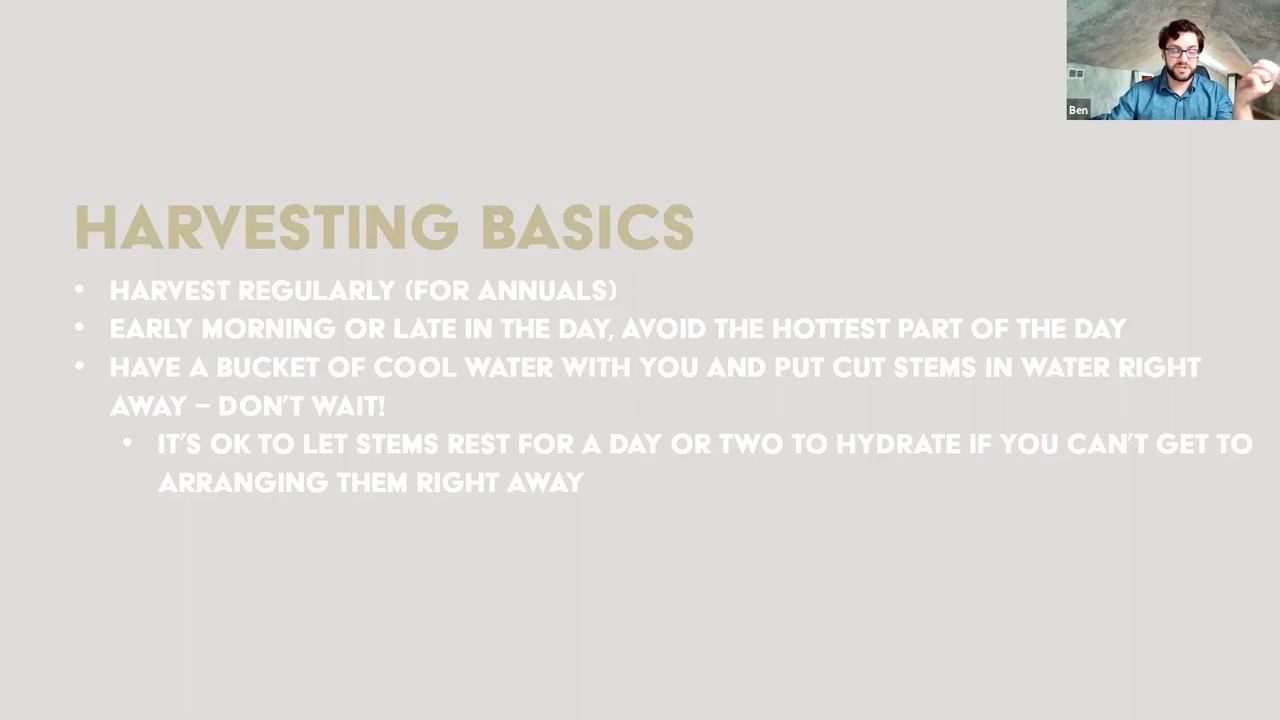 Ben
HARVESTING BASICS
• HARVEST REGULARLY (FOR ANNUALS)
• EARLY MORNING OR LATE IN THE DAY, AVOID THE HOTTEST PART OF THE DAY
• HAVE A BUCKET OF COOL WATER WITH YOU AND PUT CUT STEMS IN WATER RIGHT
AWAY – DON'T WAIT!
• IT'S OK TO LET STEMS REST FOR A DAY OR TWO TO HYDRATE IF YOU CAN'T GET TO
ARRANGING THEM RIGHT AWAY